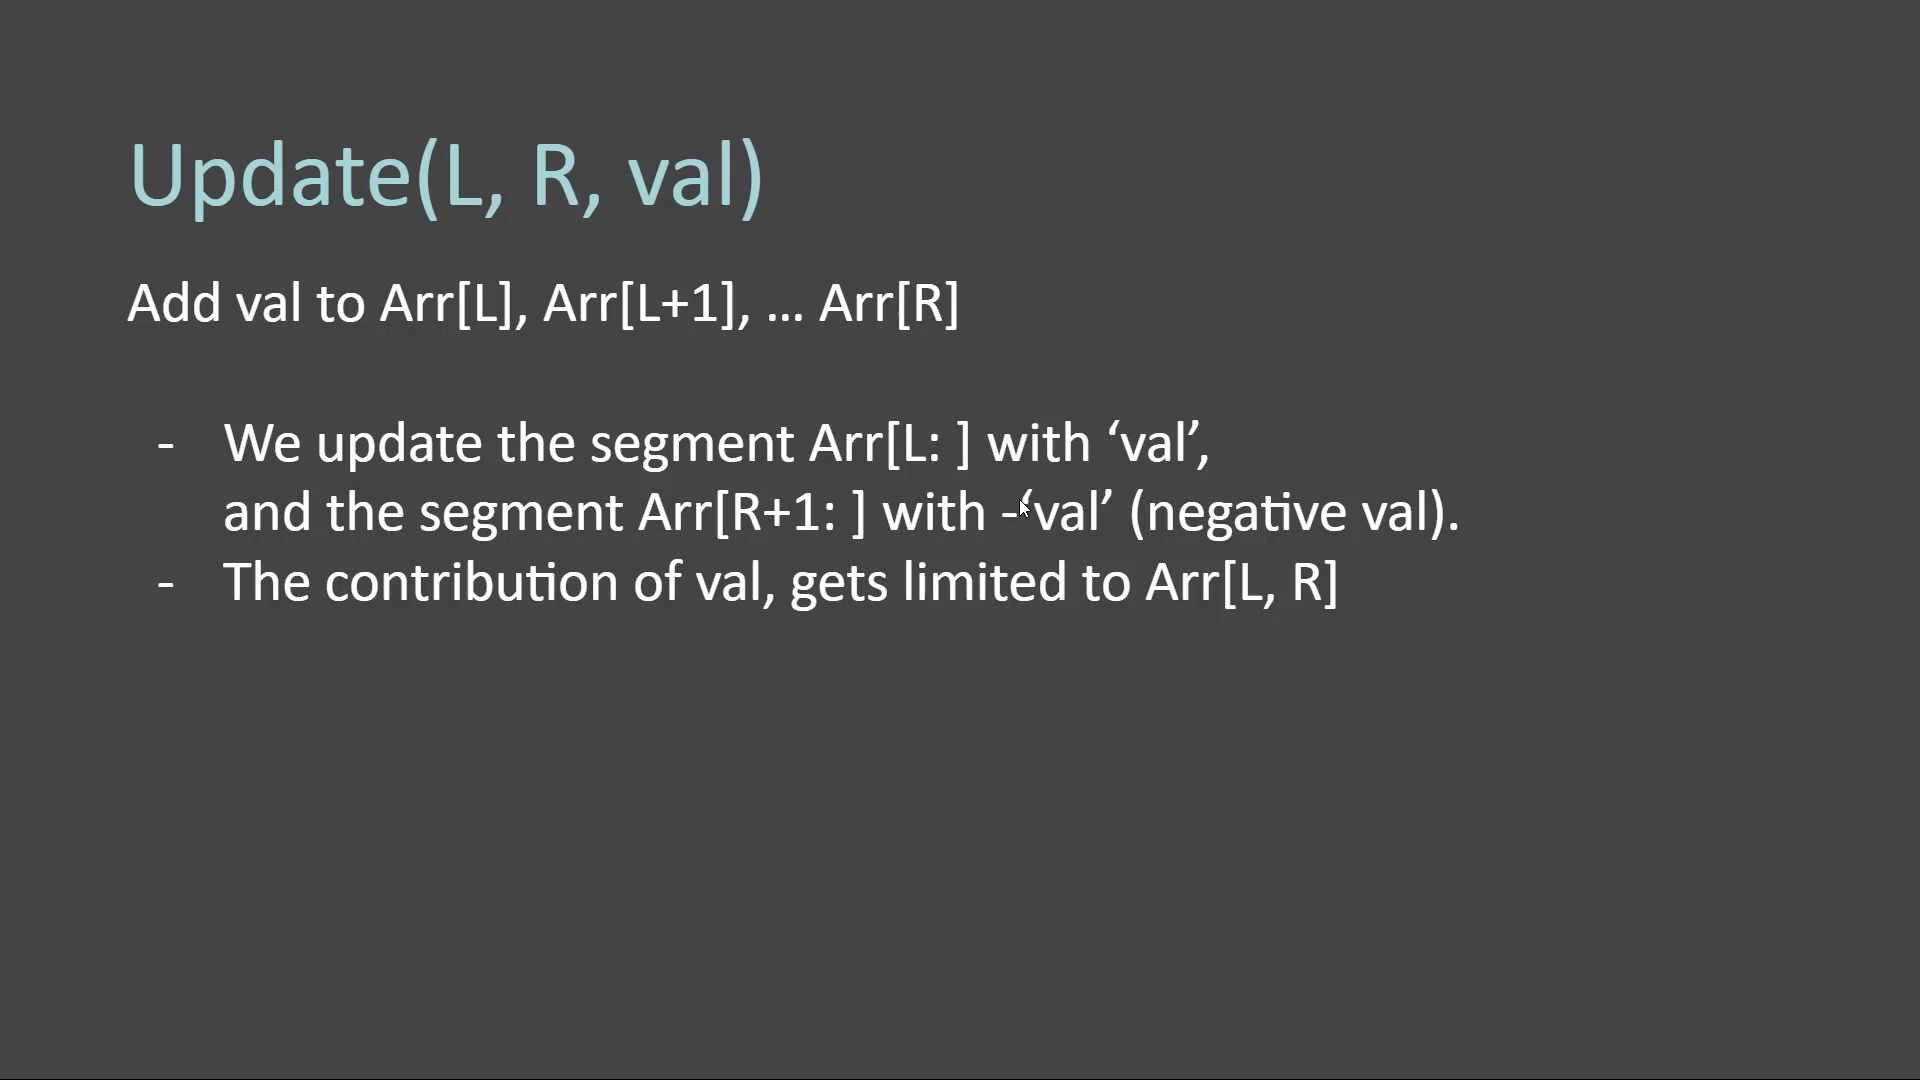 Update(L, R, val)
Add val to Arr[L], Arr[L+1], ... Arr[R]
- We update the segment Arr[L: ] with ‘val’,
and the segment Arr[R+1: ] with -‘val’ (negative val).
- The contribution of val, gets limited to Arr[L, R]